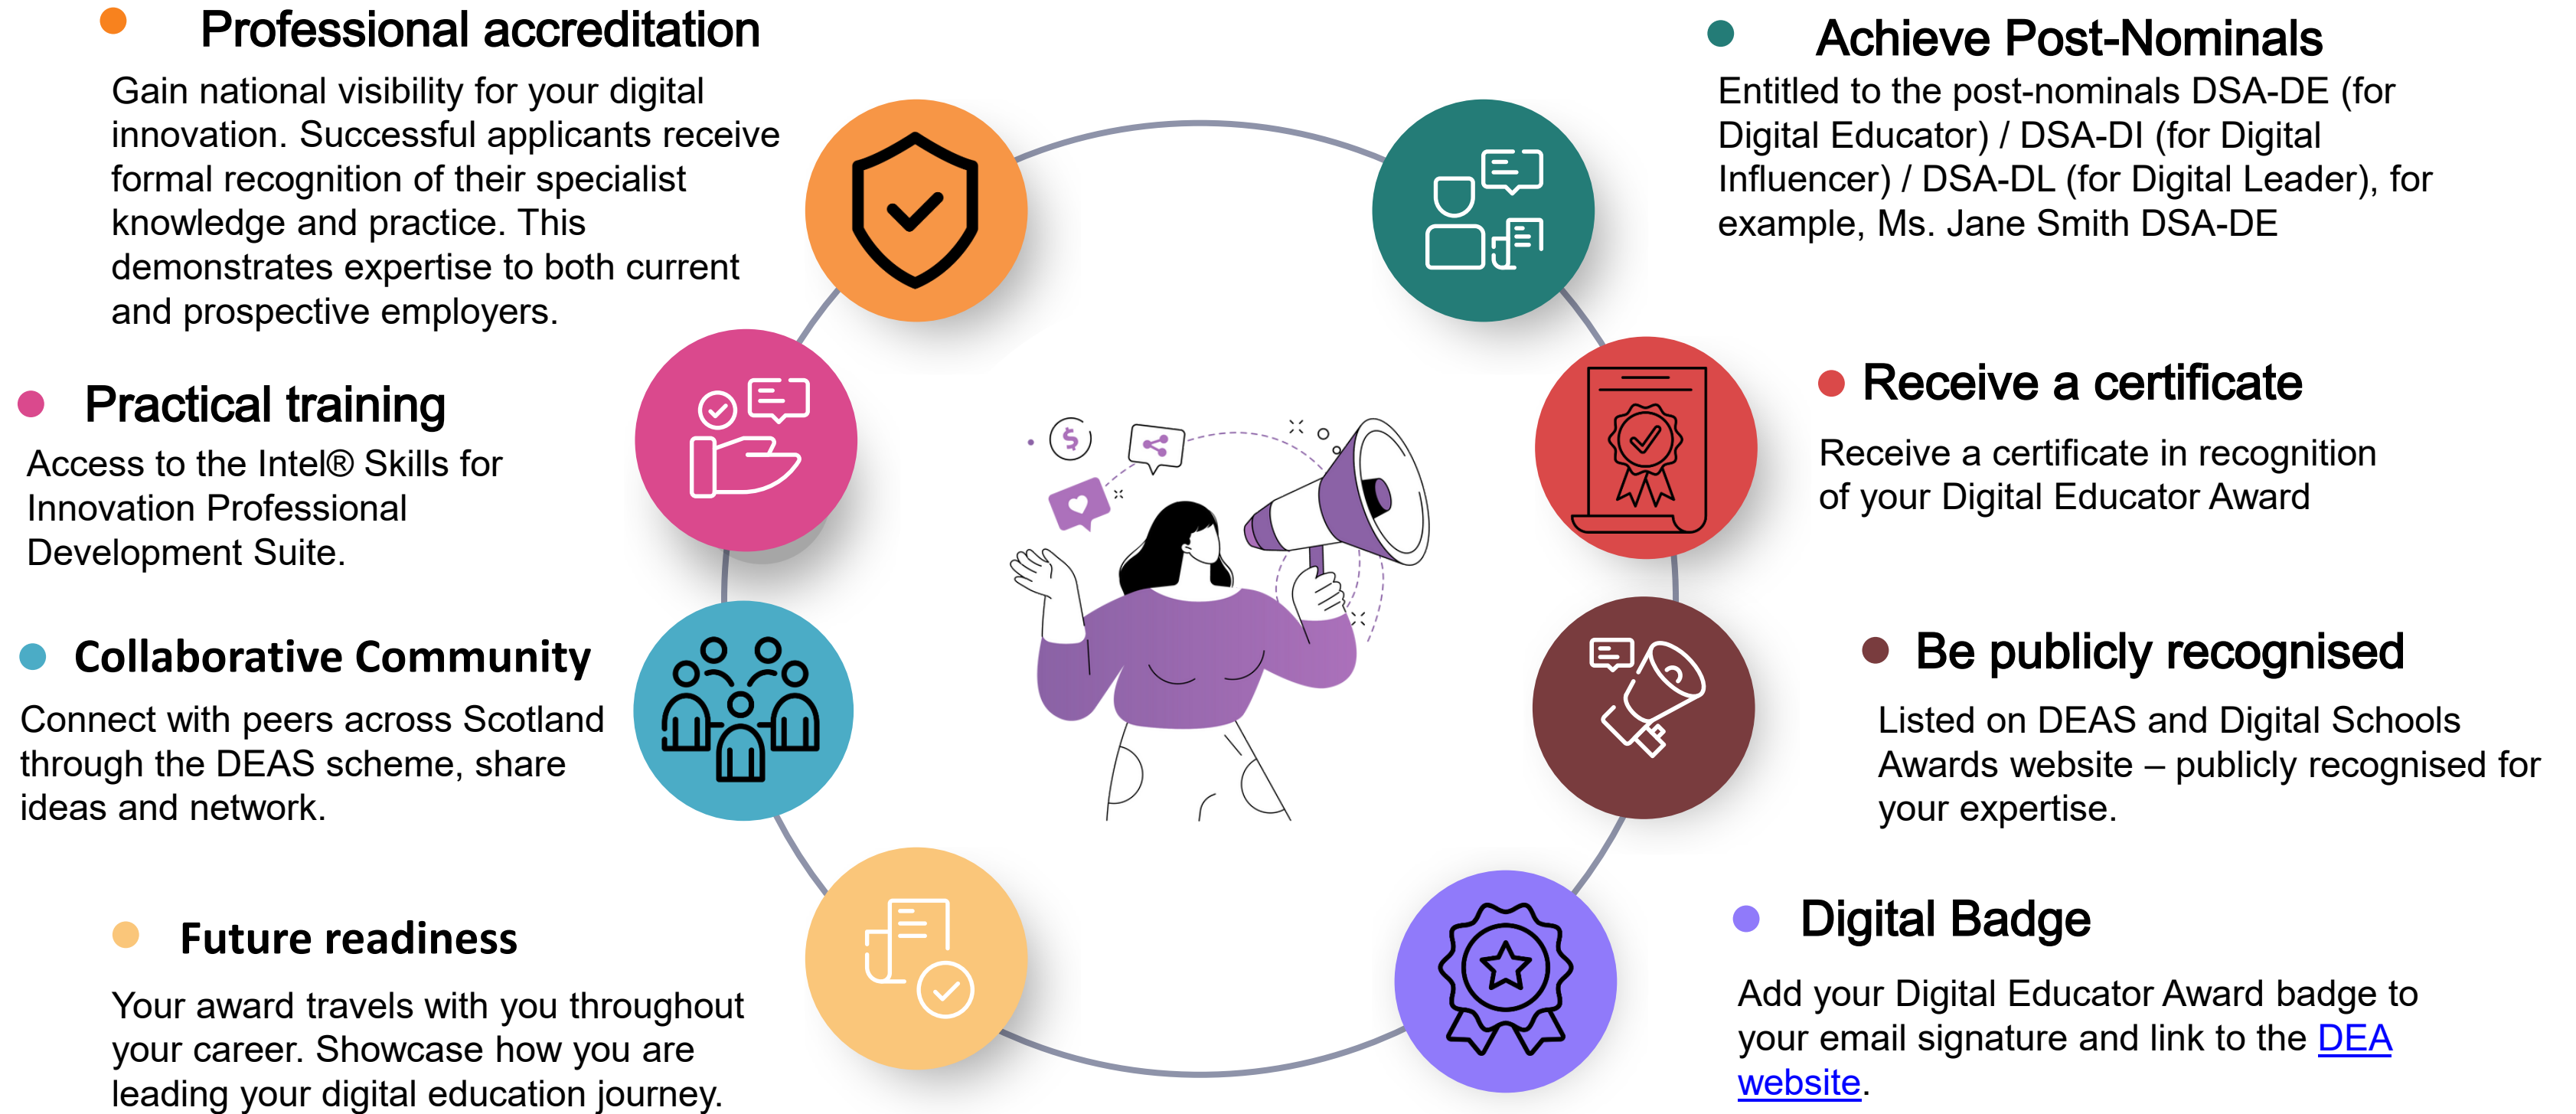 Professional accreditation
Gain national visibility for your digital
innovation. Successful applicants receive
formal recognition of their specialist
knowledge and practice. This
demonstrates expertise to both current
and prospective employers.
Practical training
Access to the Intel® Skills for
Innovation Professional
Development Suite.
Collaborative Community
Connect with peers across Scotland
through the DEAS scheme, share
ideas and network.
Future readiness
Your award travels with you throughout
your career. Showcase how you are
leading your digital education journey.
Achieve Post-Nominals
Entitled to the post-nominals DSA-DE (for
Digital Educator) / DSA-DI (for Digital
Influencer) / DSA-DL (for Digital Leader), for
example, Ms. Jane Smith DSA-DE
Receive a certificate
Receive a certificate in recognition
of your Digital Educator Award
Be publicly recognised
Listed on DEAS and Digital Schools
Awards website – publicly recognised for
your expertise.
Digital Badge
Add your Digital Educator Award badge to
your email signature and link to the DEA
website.
$